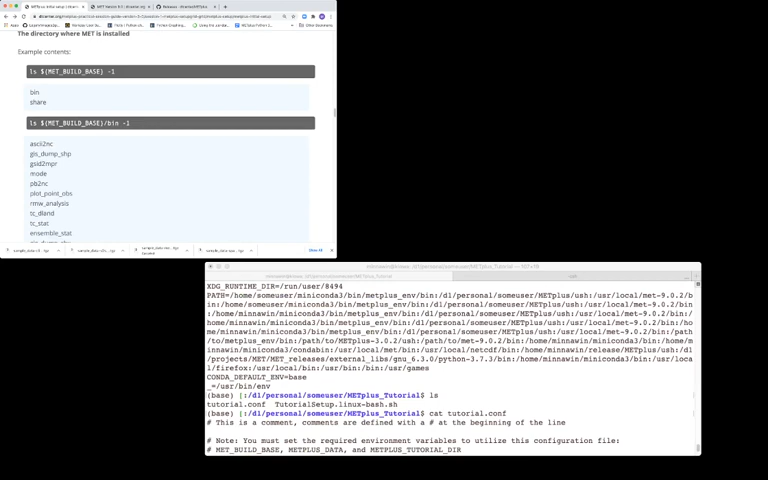 The directory where MET is installed
Example contents:
ls ${MET_BUILD_BASE} -1
bin
share
ls ${MET_BUILD_BASE}/bin -1
ascii2nc
gis_dump_shp
gsid2mpr
mode
pb2nc
plot_point_obs
rmw_analysis
tc_dland
tc_stat
ensemble_stat
Show All
XDG_RUNTIME_DIR=/run/user/8494
PATH=/home/someuser/miniconda3/bin/metplus_env/bin:/d1/personal/someuser/METplus/ush:/usr/local/met-9.0.2/b
in:/home/someuser/miniconda3/bin/metplus_env/bin:/d1/personal/someuser/METplus/ush:/usr/local/met-9.0.2/bin
:/home/minnawin/miniconda3/bin/metplus_env/bin:/d1/personal/someuser/METplus/ush:/usr/local/met-9.0.2/bin:/
home/minnawin/miniconda3/bin/metplus_env/bin:/d1/personal/someuser/METplus/ush:/usr/local/met-9.0.2/bin:/ho
me/minnawin/miniconda3/bin/metplus_env/bin:/d1/personal/someuser/METplus/ush:/usr/local/met-9.0.2/bin:/path
/to/metplus_env/bin:/path/to/METplus-3.0.2/ush:/path/to/met-9.0.2/bin:/home/minnawin/miniconda3/bin:/home/m
innawin/miniconda3/condabin:/usr/local/met/bin:/usr/local/netcdf/bin:/home/minnawin/release/METplus/ush:/d1
/projects/MET/MET_releases/external_libs/gnu_6.3.0/python-3.7.3/bin:/usr/local/bin:/usr/bin:/bin:/usr/loca
l/firefox:/usr/local/bin:/usr/bin:/bin:/usr/games
CONDA_DEFAULT_ENV=base
_=/usr/bin/env
(base) [:/d1/personal/someuser/METplus_Tutorial$ ls
tutorial.conf  TutorialSetup.linux-bash.sh
(base) [:/d1/personal/someuser/METplus_Tutorial$ cat tutorial.conf
# This is a comment, comments are defined with a # at the beginning of the line
# Note: You must set the required environment variables to utilize this configuration file:
# MET_BUILD_BASE, METPLUS_DATA, and METPLUS_TUTORIAL_DIR